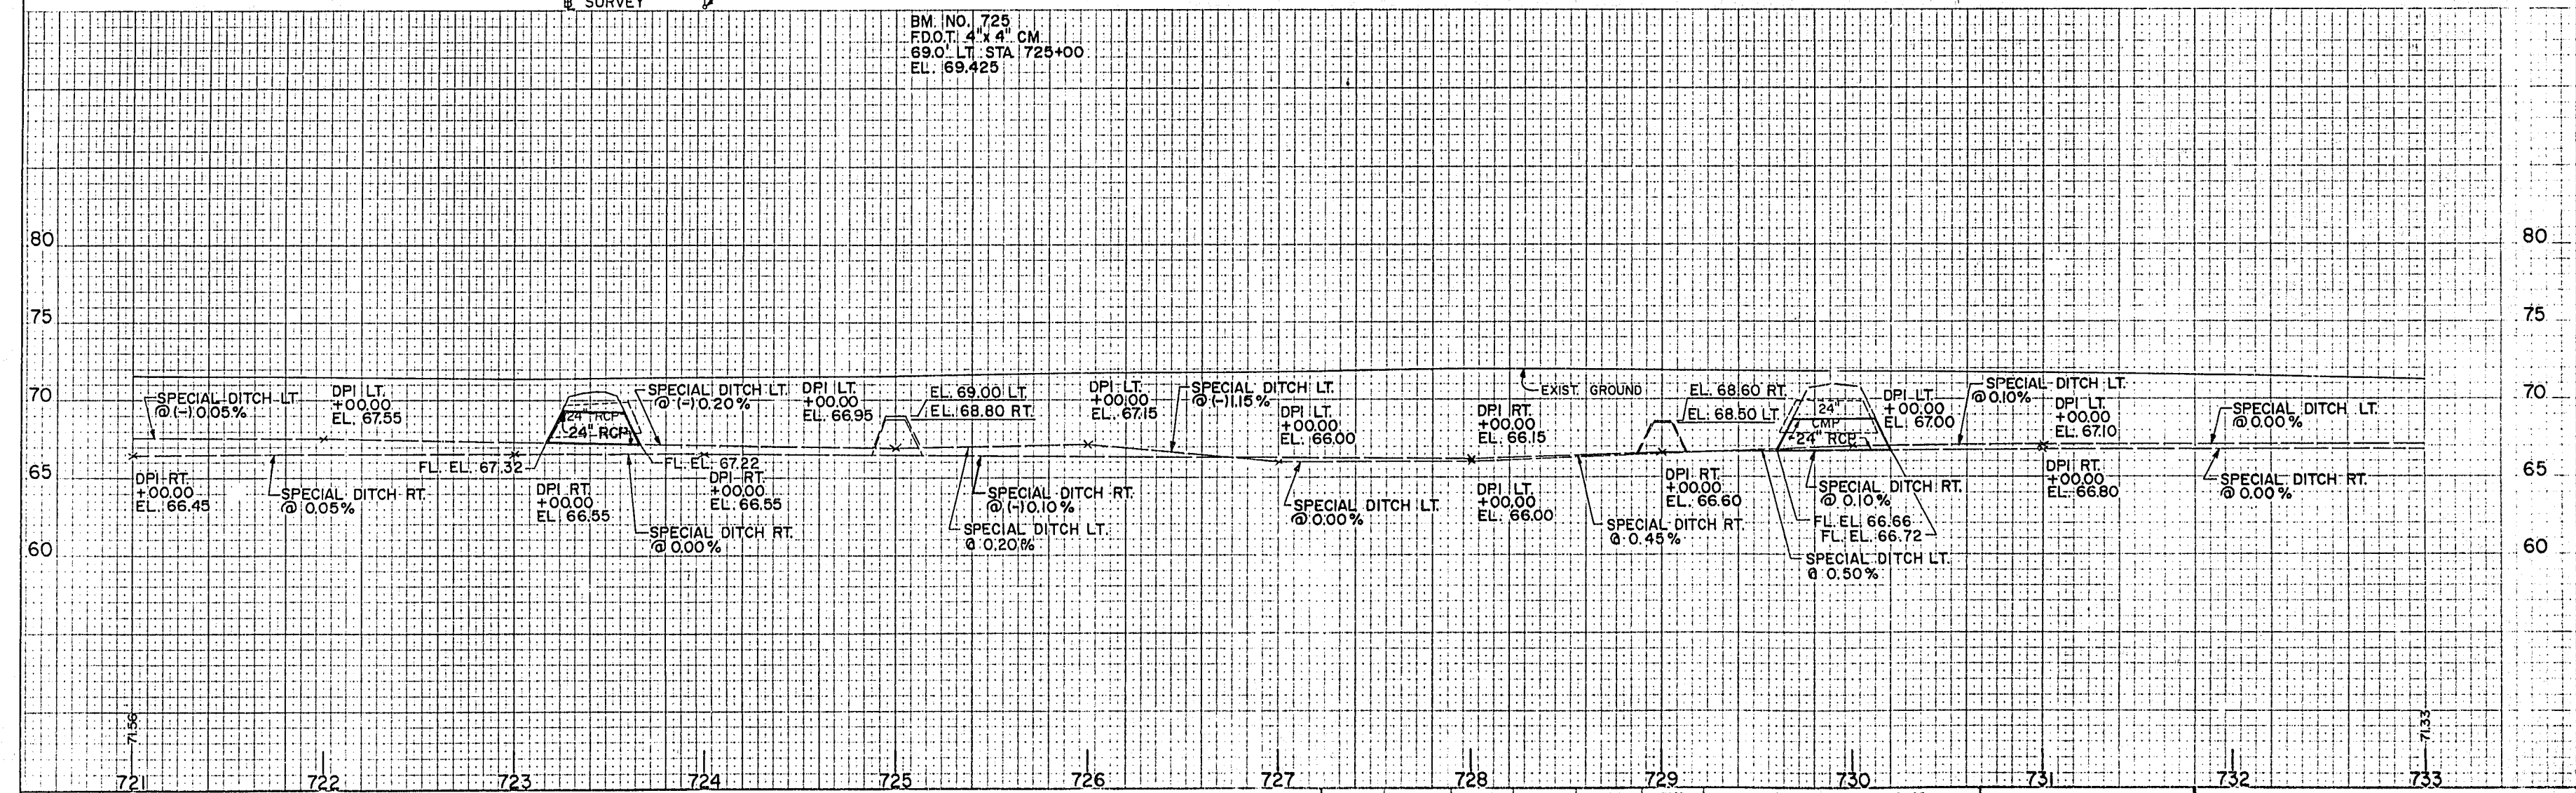 ℄ SURVEY
BM. NO. 725
F.D.O.T. 4" x 4" CM
69.0' LT. STA. 725+00
EL. 69.425
80
80
75
75
70
70
65
65
60
60
SPECIAL DITCH LT.
@ (-) 0.05%
DPI LT.
+00.00
EL. 67.55
DPI RT.
+00.00
EL. 66.45
SPECIAL DITCH RT.
@ 0.05%
FL. EL. 67.32
24" RCP
24" RCP
DPI RT.
+00.00
EL. 66.55
SPECIAL DITCH LT.
@ (-) 0.20%
FL. EL. 67.22
DPI RT.
+00.00
EL. 66.55
SPECIAL DITCH RT.
@ 0.00%
DPI LT.
+00.00
EL. 66.95
EL. 69.00 LT.
EL. 68.80 RT.
SPECIAL DITCH RT.
@ (-) 0.10%
SPECIAL DITCH LT.
@ 0.20%
DPI LT.
+00.00
EL. 67.15
SPECIAL DITCH LT.
@ (-) 1.15%
DPI LT.
+00.00
EL. 66.00
SPECIAL DITCH LT.
@ 0.00%
DPI RT.
+00.00
EL. 66.15
DPI LT.
+00.00
EL. 66.00
EXIST. GROUND
SPECIAL DITCH RT.
@ 0.45%
EL. 68.60 RT.
EL. 68.50 LT.
DPI RT.
+00.00
EL. 66.60
24"
CMP
24" RCP
DPI LT.
+00.00
EL. 67.00
SPECIAL DITCH RT.
@ 0.10%
FL. EL. 66.66
FL. EL. 66.72
SPECIAL DITCH LT.
@ 0.50%
SPECIAL DITCH LT.
@ 0.10%
DPI LT.
+00.00
EL. 67.10
DPI RT.
+00.00
EL. 66.80
SPECIAL DITCH LT.
@ 0.00%
SPECIAL DITCH RT.
@ 0.00%
71.56
71.33
721
722
723
724
725
726
727
728
729
730
731
732
733